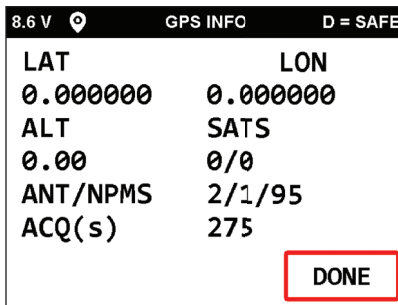 8.6 V GPS INFO D = SAFE
LAT LON
0.000000 0.000000
ALT SATS
0.00 0/0
ANT/NPMS 2/1/95
ACQ(s) 275
DONE